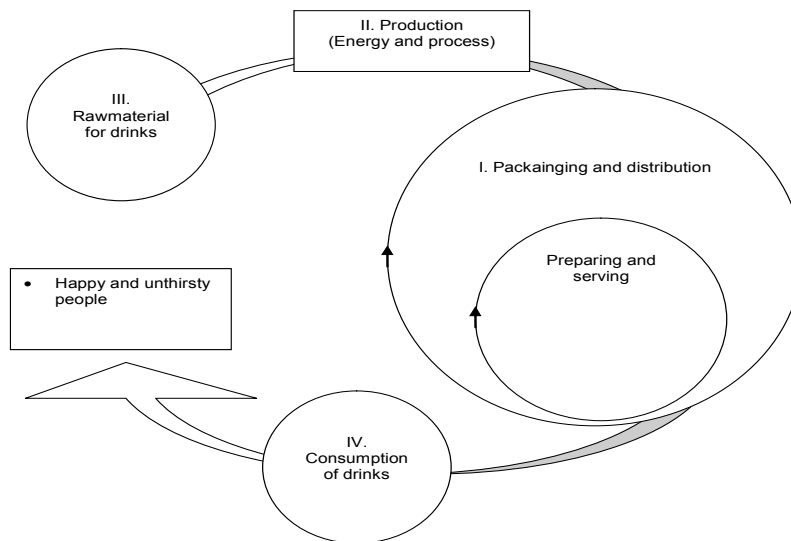 II. Production
(Energy and process)
III.
Rawmaterial
for drinks
I. Packainging and distribution
Preparing and
serving
• Happy and unthirsty
people
IV.
Consumption
of drinks